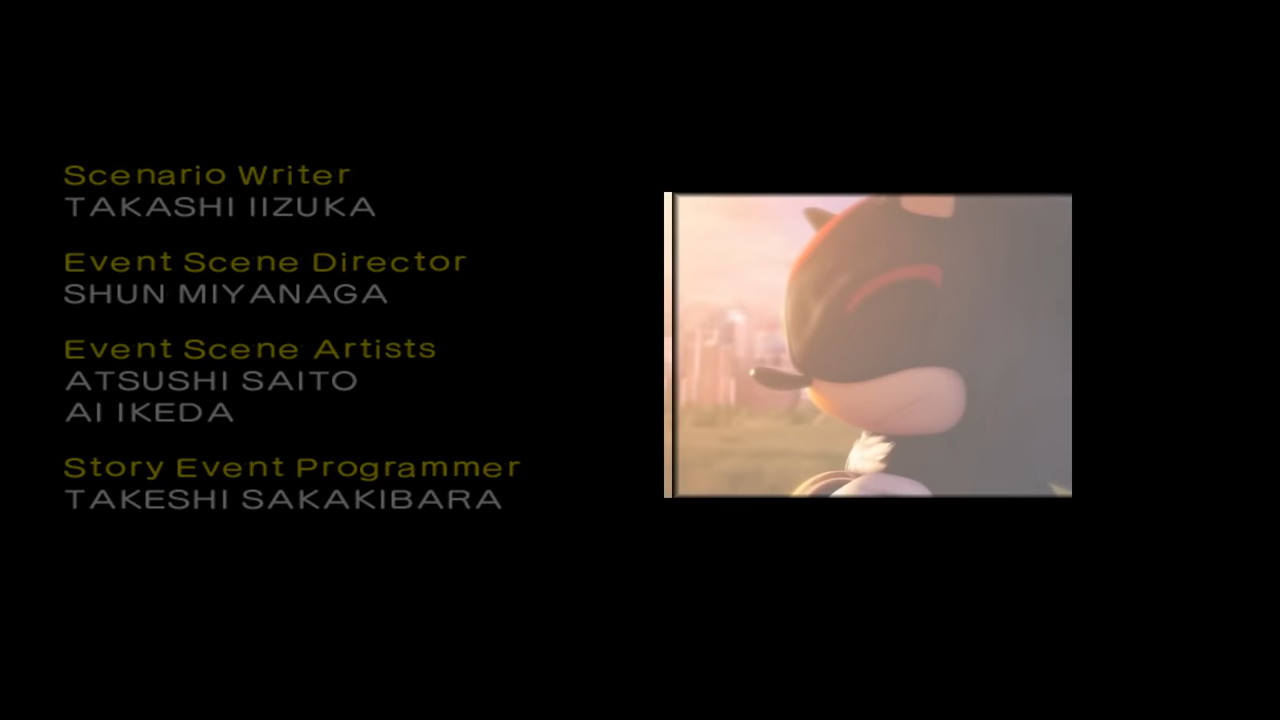 Scenario Writer
TAKASHI IIZUKA
Event Scene Director
SHUN MIYANAGA
Event Scene Artists
ATSUSHI SAITO
AI IKEDA
Story Event Programmer
TAKESHI SAKAKIBARA